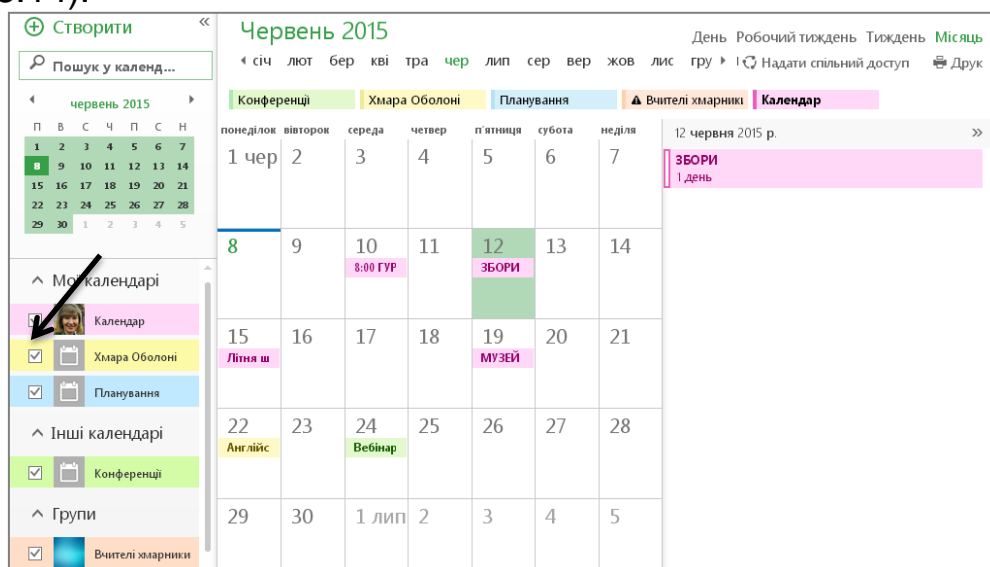 Створити «
Пошук у календ...
червень 2015
П В С Ч П С Н
1 2 3 4 5 6 7
8 9 10 11 12 13 14
15 16 17 18 19 20 21
22 23 24 25 26 27 28
29 30 1 2 3 4 5
Мої календарі
Календар
Хмара Оболоні
Планування
Інші календарі
Конференції
Групи
Вчителі хмарники
Червень 2015
День Робочий тиждень Тиждень Місяць
січ лют бер кві тра чер лип сер вер жов лис гру
Надати спільний доступ Друк
Конференції Хмара Оболоні Планування Вчителі хмарники Календар
понеділок вівторок середа четвер п'ятниця субота неділя
1 чер 2 3 4 5 6 7
8 9 10 11 12 13 14
8:00 ГУР ЗБОРИ
15 16 17 18 19 20 21
Літня ш МУЗЕЙ
22 23 24 25 26 27 28
Англійс Вебінар
29 30 1 лип 2 3 4 5
12 червня 2015 р. »
ЗБОРИ
1 день